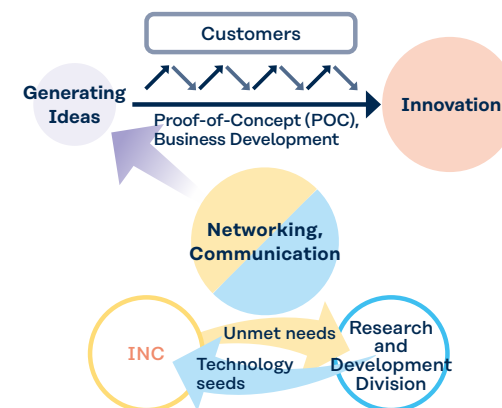 Customers
Generating
Ideas
Innovation
Proof-of-Concept (POC),
Business Development
Networking,
Communication
Unmet needs
INC
Technology
seeds
Research
and
Development
Division